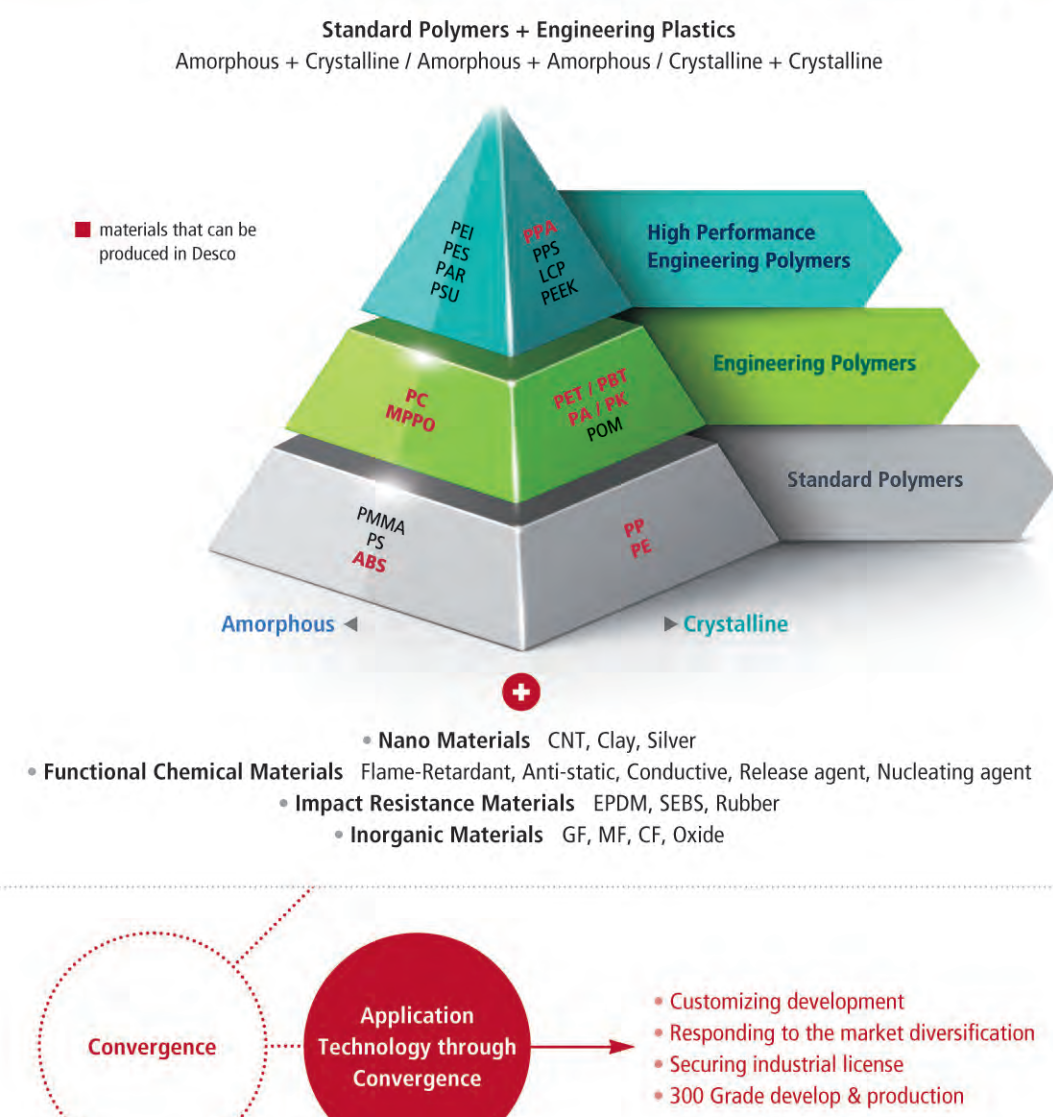 Standard Polymers + Engineering Plastics
Amorphous + Crystalline / Amorphous + Amorphous / Crystalline + Crystalline
materials that can be
produced in Desco
PEI
PES
PAR
PSU
PPA
PPS
LCP
PEEK
High Performance
Engineering Polymers
PC
MPPO
PET / PBT
PA / PK
POM
Engineering Polymers
PMMA
PS
ABS
PP
PE
Standard Polymers
Amorphous ◀
▶ Crystalline
+
• Nano Materials CNT, Clay, Silver
• Functional Chemical Materials Flame-Retardant, Anti-static, Conductive, Release agent, Nucleating agent
• Impact Resistance Materials EPDM, SEBS, Rubber
• Inorganic Materials GF, MF, CF, Oxide
Convergence
Application
Technology through
Convergence
• Customizing development
• Responding to the market diversification
• Securing industrial license
• 300 Grade develop & production